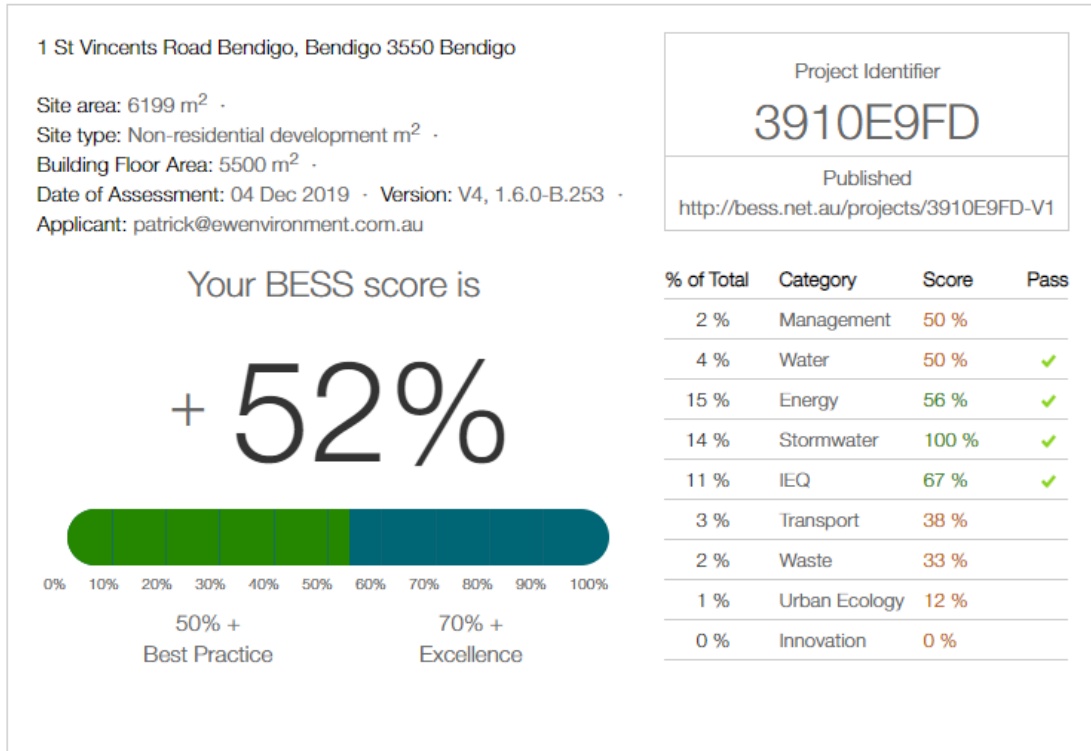 1 St Vincents Road Bendigo, Bendigo 3550 Bendigo
Site area: 6199 m² ·
Site type: Non-residential development m² ·
Building Floor Area: 5500 m² ·
Date of Assessment: 04 Dec 2019 · Version: V4, 1.6.0-B.253 ·
Applicant: patrick@ewenvironment.com.au
Project Identifier
3910E9FD
Published
http://bess.net.au/projects/3910E9FD-V1
Your BESS score is
+ 52%
0% 10% 20% 30% 40% 50% 60% 70% 80% 90% 100%
50% + 70% +
Best Practice Excellence
% of Total Category Score Pass
2 % Management 50 %
4 % Water 50 % ✔
15 % Energy 56 % ✔
14 % Stormwater 100 % ✔
11 % IEQ 67 % ✔
3 % Transport 38 %
2 % Waste 33 %
1 % Urban Ecology 12 %
0 % Innovation 0 %